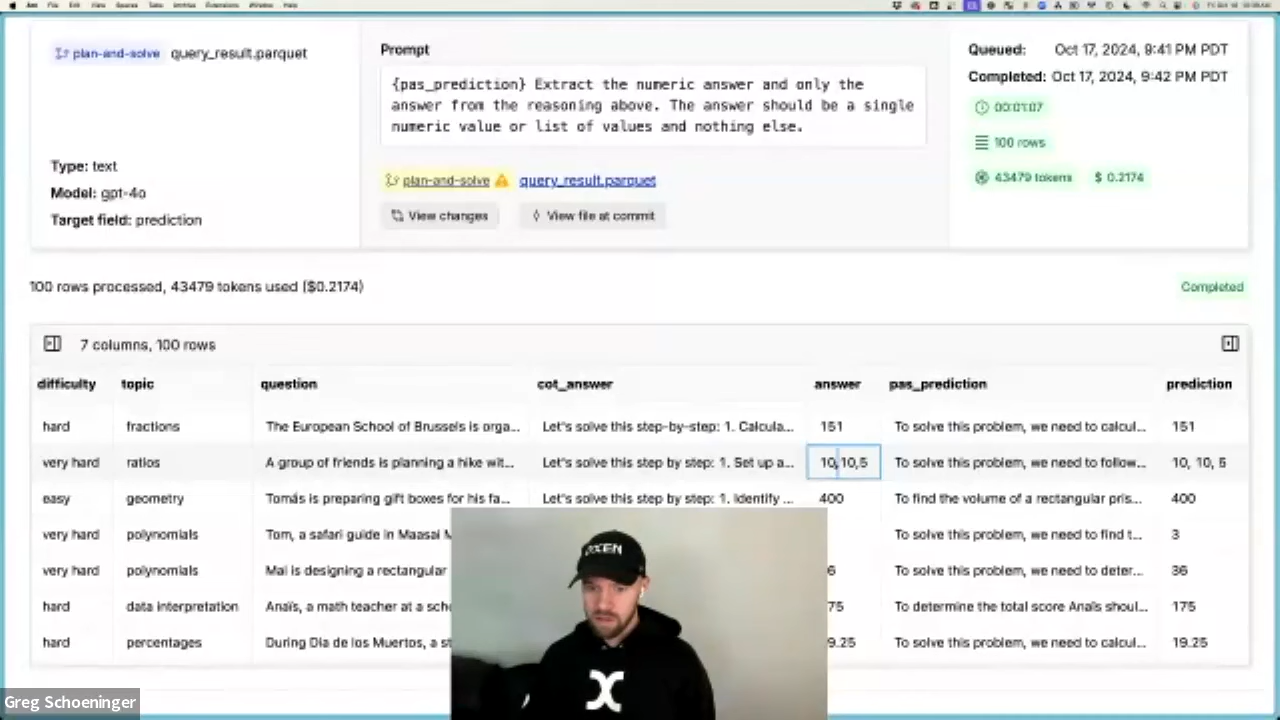 plan-and-solve query_result.parquet
Type: text
Model: gpt-4o
Target field: prediction
Prompt
{pas_prediction} Extract the numeric answer and only the
answer from the reasoning above. The answer should be a single
numeric value or list of values and nothing else.
plan-and-solve query_result.parquet
View changes View file at commit
Queued: Oct 17, 2024, 9:41 PM PDT
Completed: Oct 17, 2024, 9:42 PM PDT
00:01:07
100 rows
43479 tokens $ 0.2174
100 rows processed, 43479 tokens used ($0.2174) Completed
7 columns, 100 rows
difficulty topic question cot_answer answer pas_prediction prediction
hard fractions The European School of Brussels is orga... Let's solve this step-by-step: 1. Calcula... 151 To solve this problem, we need to calcul... 151
very hard ratios A group of friends is planning a hike wit... Let's solve this step by step: 1. Set up a... 10,10,5 To solve this problem, we need to follow... 10, 10, 5
easy geometry Tomás is preparing gift boxes for his fa... Let's solve this step by step: 1. Identify ... 400 To find the volume of a rectangular pris... 400
very hard polynomials Tom, a safari guide in Maasai M To solve this problem, we need to find t... 3
very hard polynomials Mai is designing a rectangular 6 To solve this problem, we need to deter... 36
hard data interpretation Anaïs, a math teacher at a sch 75 To determine the total score Anaïs shoul... 175
hard percentages During Día de los Muertos, a st 9.25 To solve this problem, we need to calcul... 19.25
OXEN
Greg Schoeninger